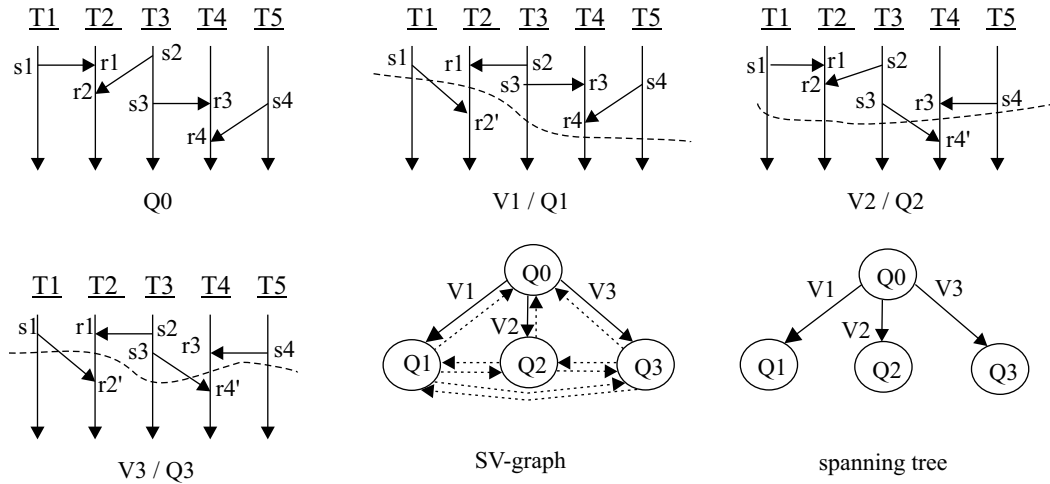 T1 T2 T3 T4 T5
s1 r1 s2
r2 s3 r3 s4
r4
Q0
T1 T2 T3 T4 T5
s1 r1 s2
s3 r3 s4
r2' r4
V1 / Q1
T1 T2 T3 T4 T5
s1 r1 s2
r2
s3 r3 s4
r4'
V2 / Q2
T1 T2 T3 T4 T5
s1 r1 s2
s3 r3 s4
r2' r4'
V3 / Q3
Q0
V1 V3
V2
Q1 Q2 Q3
SV-graph
Q0
V1 V3
V2
Q1 Q2 Q3
spanning tree